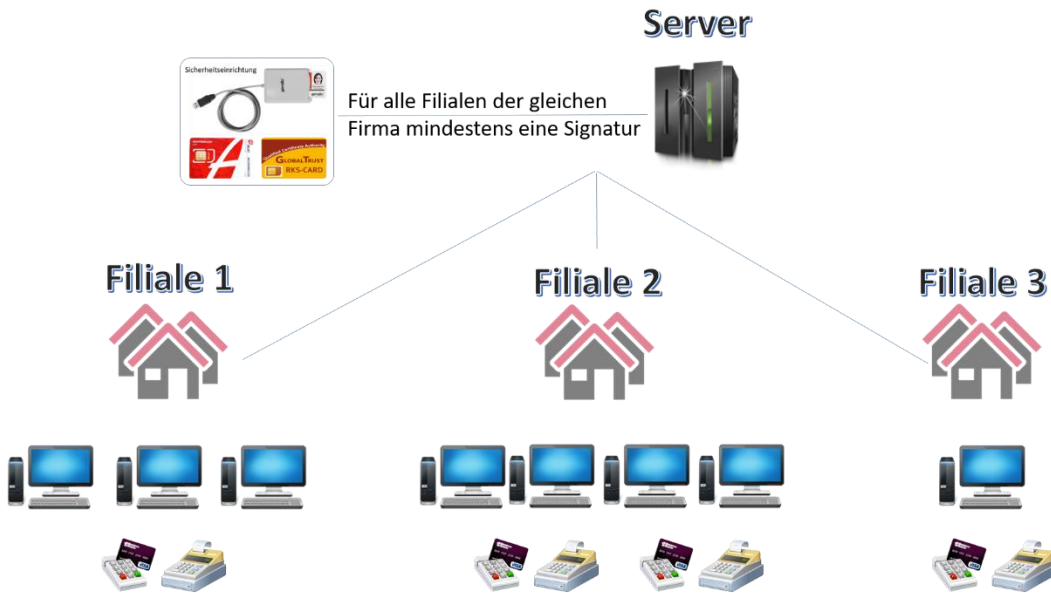 Server
Sicherheitseinrichtung
Für alle Filialen der gleichen
Firma mindestens eine Signatur
GLOBALTRUST
RKS-CARD
Filiale 1
Filiale 2
Filiale 3